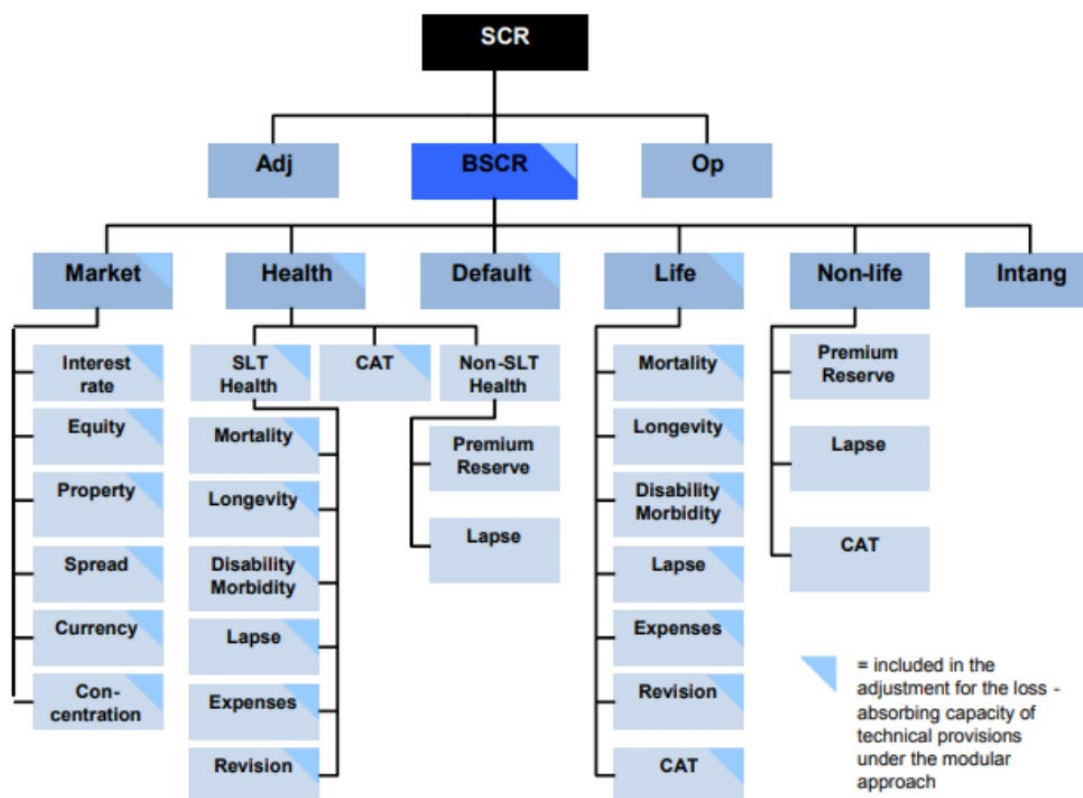 SCR
Adj
BSCR
Op
Market
Health
Default
Life
Non-life
Intang
Interest
rate
Equity
Property
Spread
Currency
Con-
centration
SLT
Health
CAT
Non-SLT
Health
Mortality
Longevity
Disability
Morbidity
Lapse
Expenses
Revision
Premium
Reserve
Lapse
Mortality
Longevity
Disability
Morbidity
Lapse
Expenses
Revision
CAT
Premium
Reserve
Lapse
CAT
= included in the
adjustment for the loss -
absorbing capacity of
technical provisions
under the modular
approach